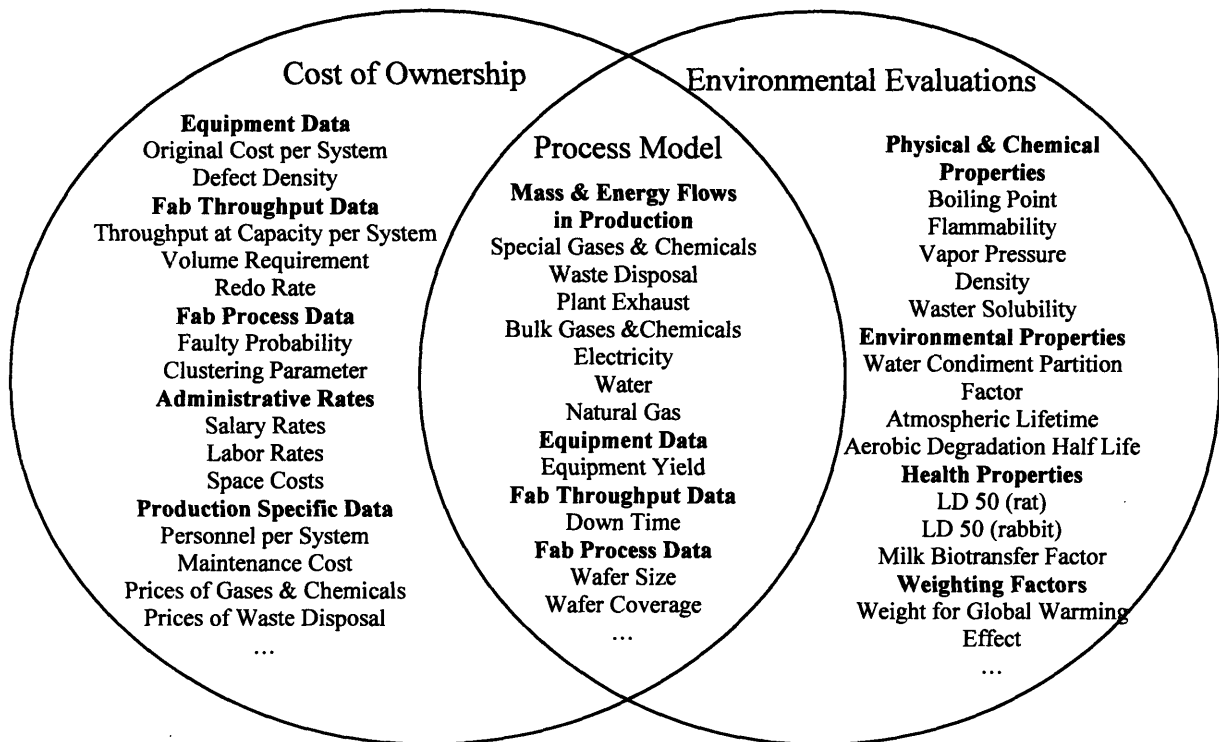 Cost of Ownership
Equipment Data
Original Cost per System
Defect Density
Fab Throughput Data
Throughput at Capacity per System
Volume Requirement
Redo Rate
Fab Process Data
Faulty Probability
Clustering Parameter
Administrative Rates
Salary Rates
Labor Rates
Space Costs
Production Specific Data
Personnel per System
Maintenance Cost
Prices of Gases & Chemicals
Prices of Waste Disposal
...
Process Model
Mass & Energy Flows
in Production
Special Gases & Chemicals
Waste Disposal
Plant Exhaust
Bulk Gases &Chemicals
Electricity
Water
Natural Gas
Equipment Data
Equipment Yield
Fab Throughput Data
Down Time
Fab Process Data
Wafer Size
Wafer Coverage
...
Environmental Evaluations
Physical & Chemical
Properties
Boiling Point
Flammability
Vapor Pressure
Density
Waster Solubility
Environmental Properties
Water Condiment Partition
Factor
Atmospheric Lifetime
Aerobic Degradation Half Life
Health Properties
LD 50 (rat)
LD 50 (rabbit)
Milk Biotransfer Factor
Weighting Factors
Weight for Global Warming
Effect
...